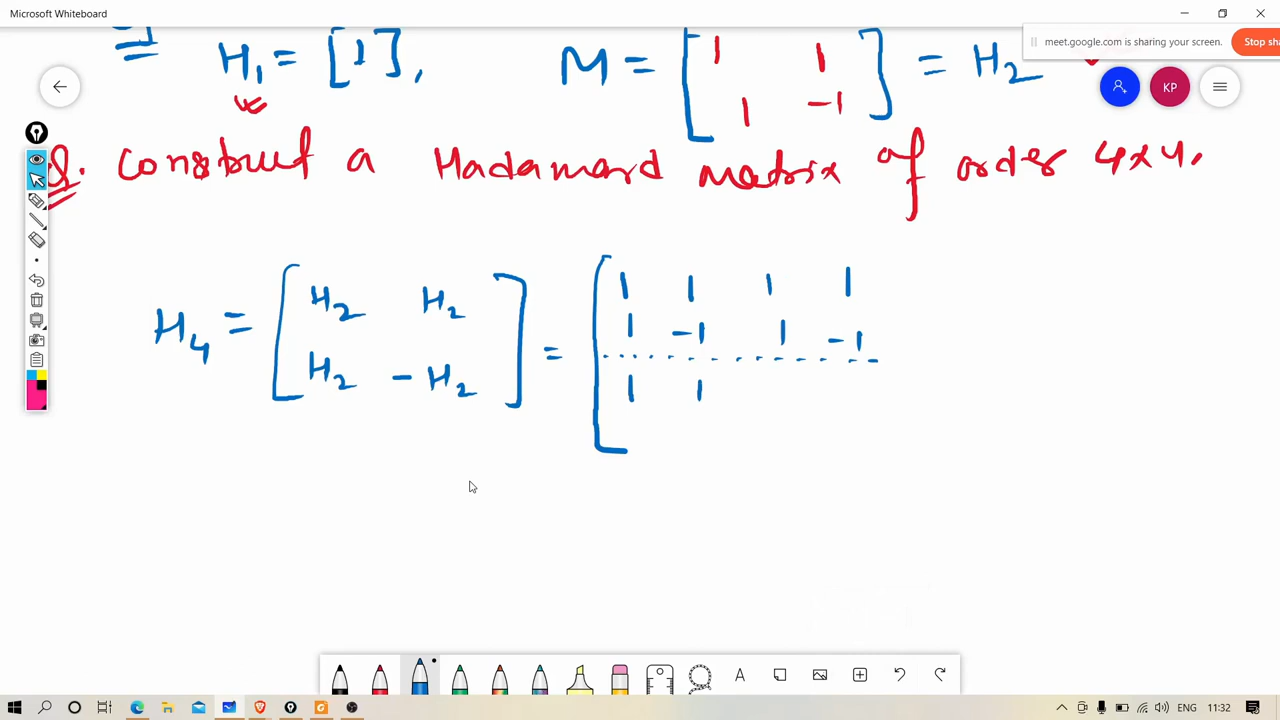 Microsoft Whiteboard
meet.google.com is sharing your screen. Stop sha
H₁ = [1], M = [1 1 = H₂
1 -1]
KP
Q. Construct a Hadamard matrix of order 4x4.
H₄ = [H₂ H₂ = [1 1 1 1
1 -1 1 -1
H₂ -H₂] 1 1
A
ENG 11:32